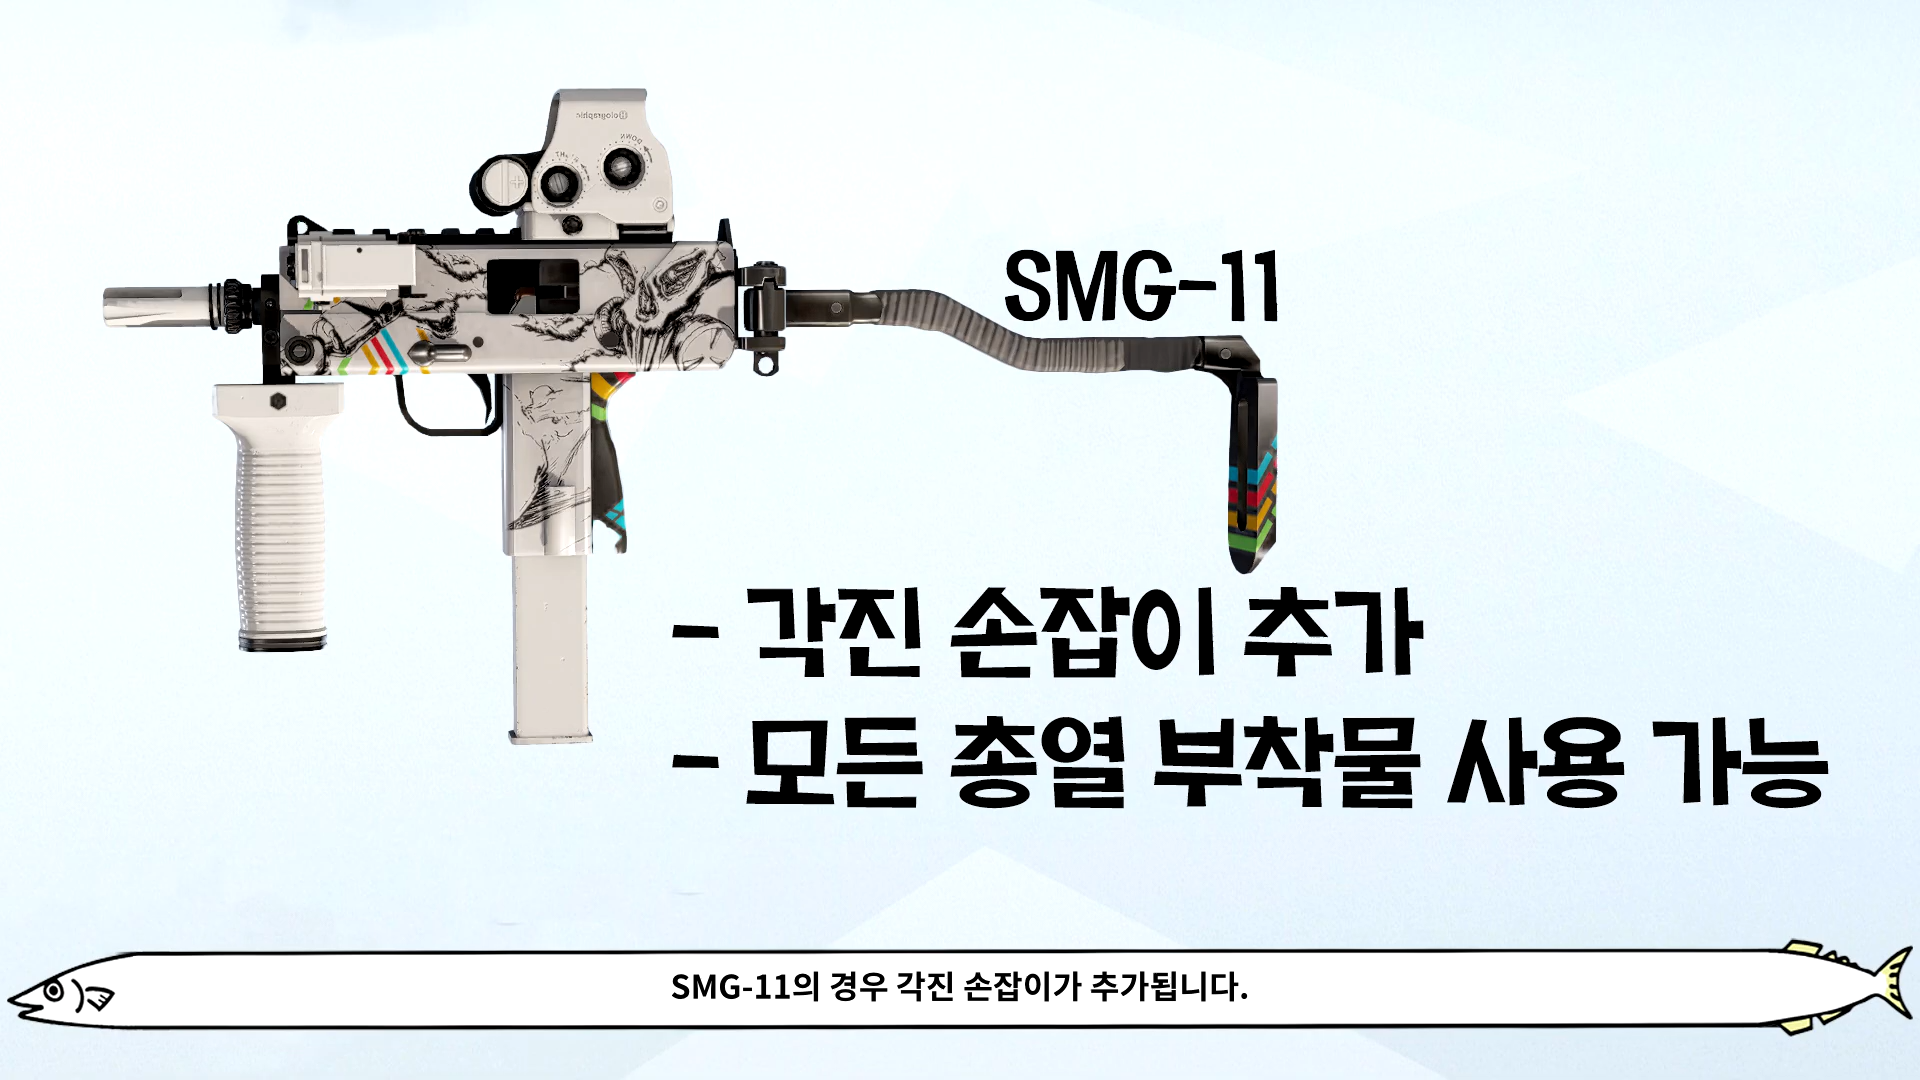 SMG-11
- 각진 손잡이 추가
- 모든 총열 부착물 사용 가능
SMG-11의 경우 각진 손잡이가 추가됩니다.